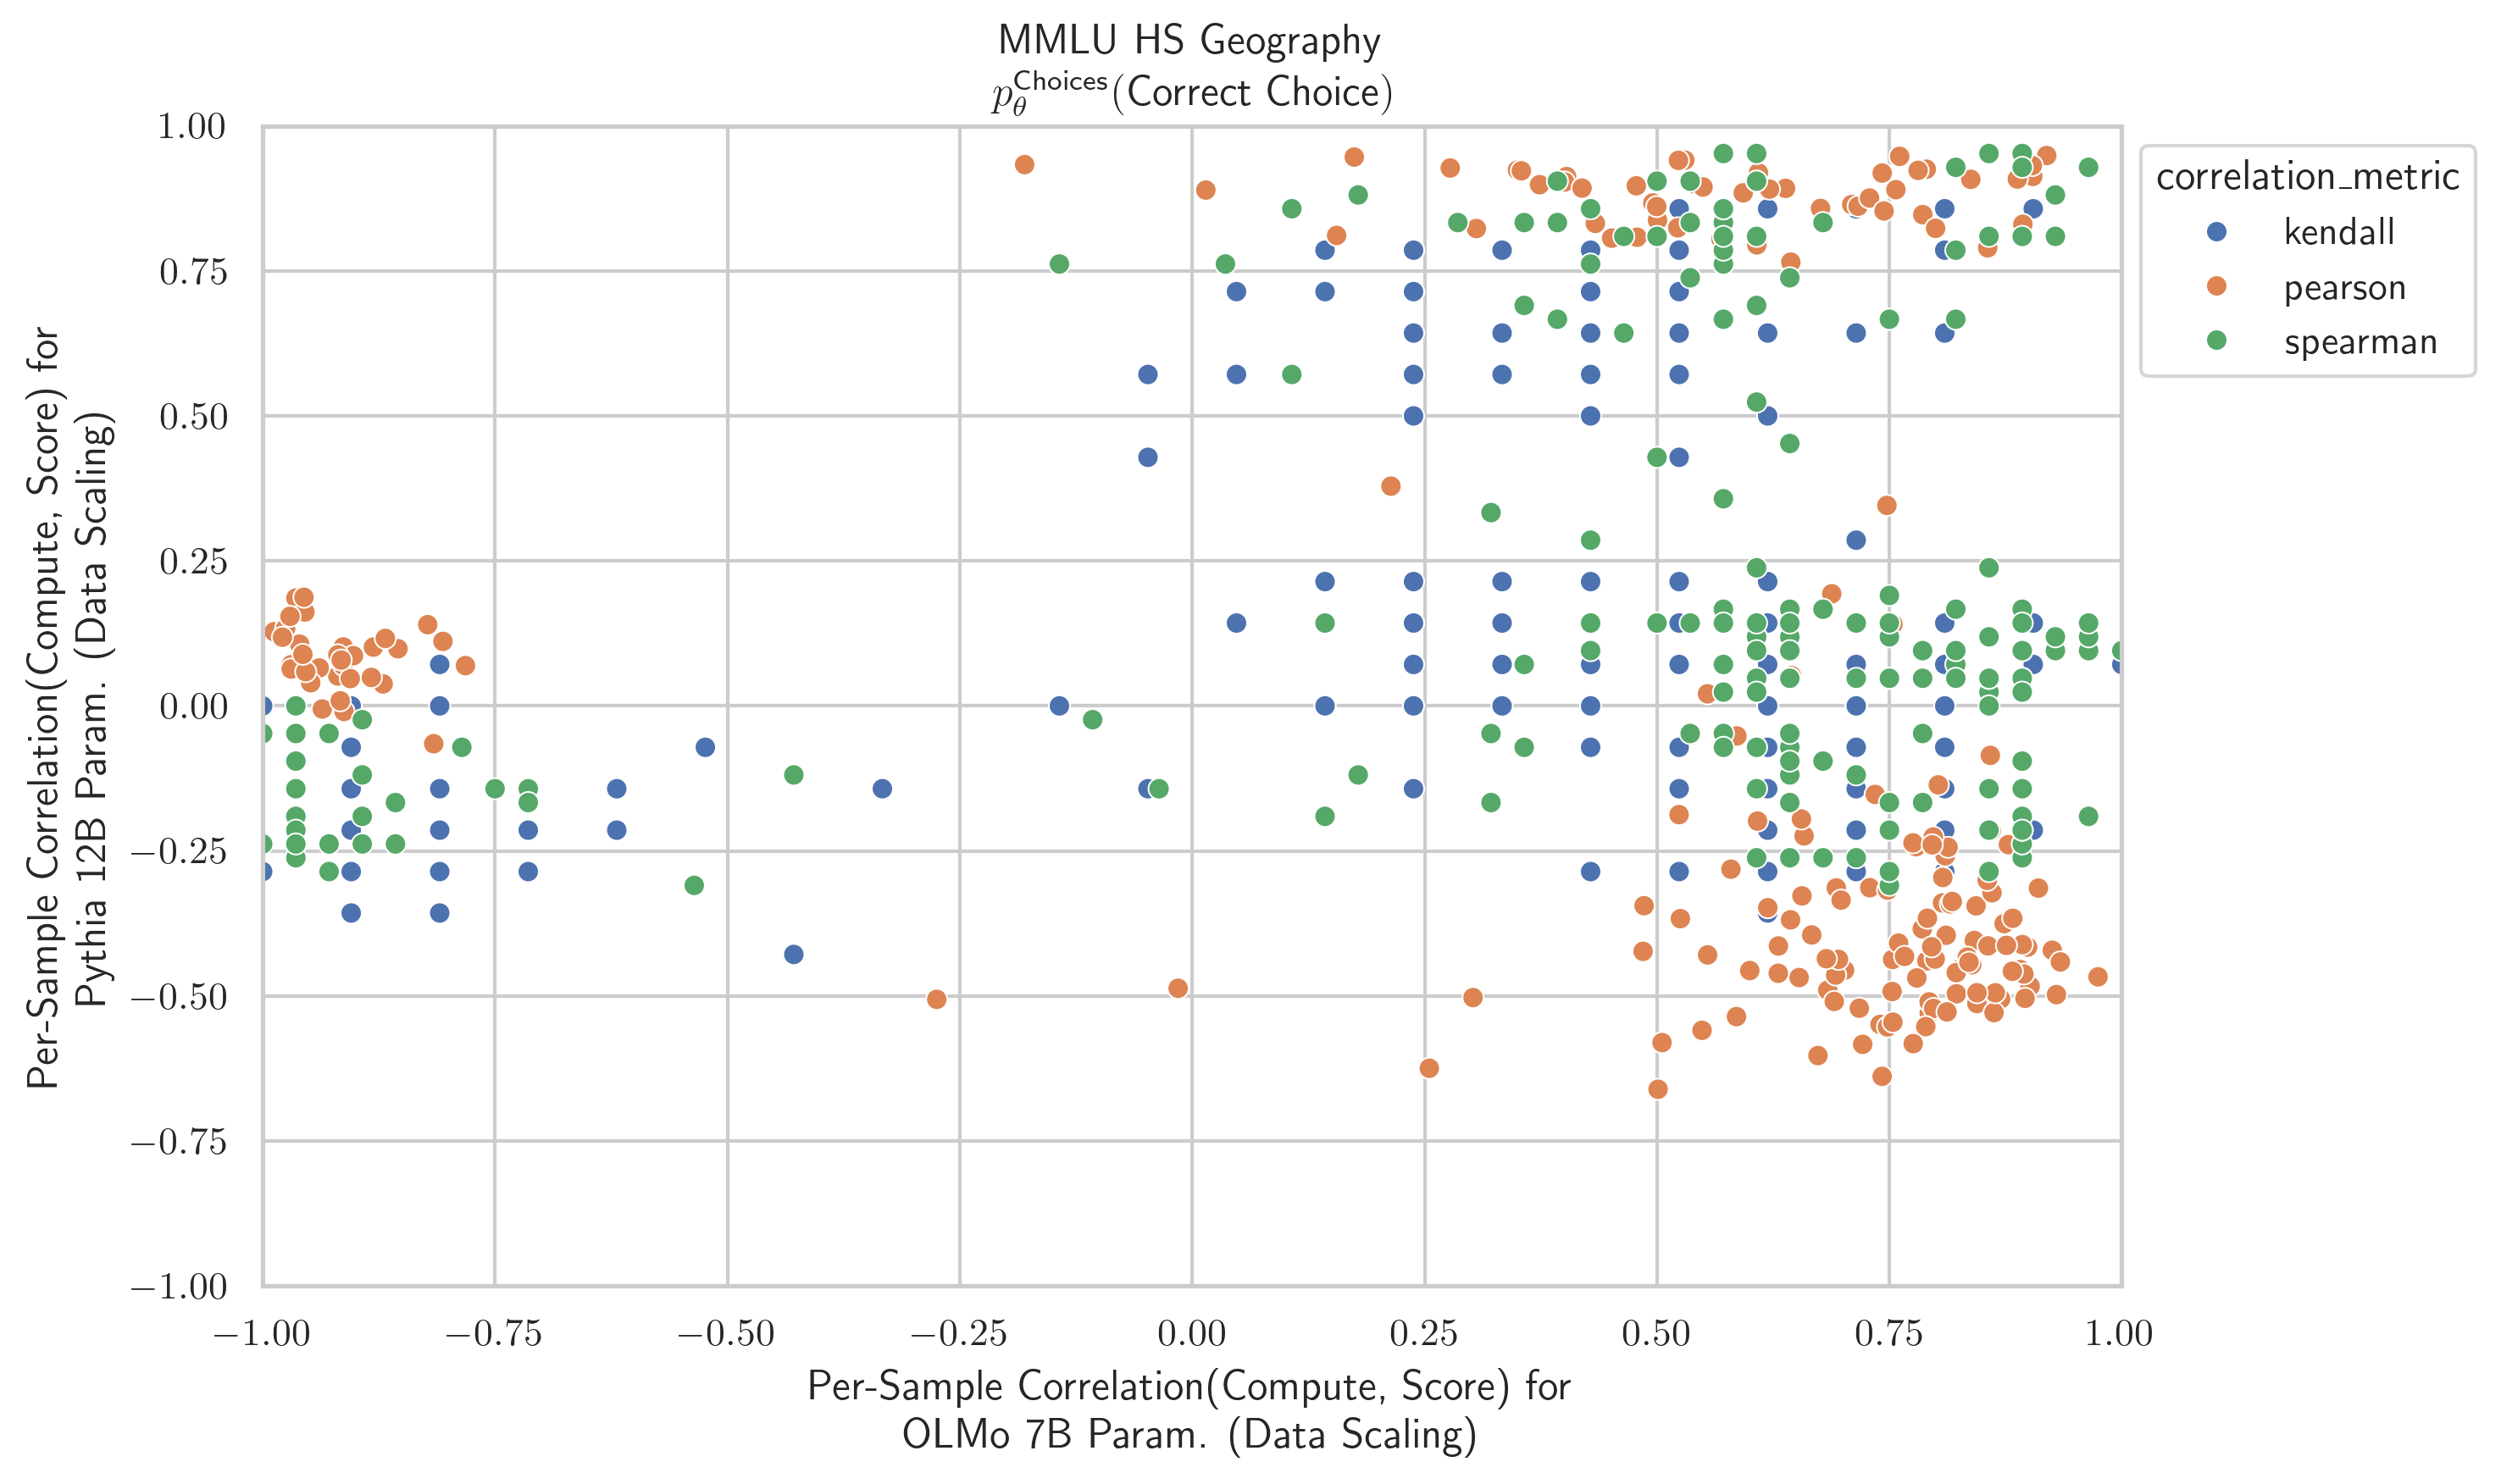 MMLU HS Geography
p_θ^Choices(Correct Choice)
1.00
0.75
0.50
0.25
0.00
−0.25
−0.50
−0.75
−1.00
Per-Sample Correlation(Compute, Score) for
Pythia 12B Param. (Data Scaling)
−1.00 −0.75 −0.50 −0.25 0.00 0.25 0.50 0.75 1.00
Per-Sample Correlation(Compute, Score) for
OLMo 7B Param. (Data Scaling)
correlation_metric
kendall
pearson
spearman